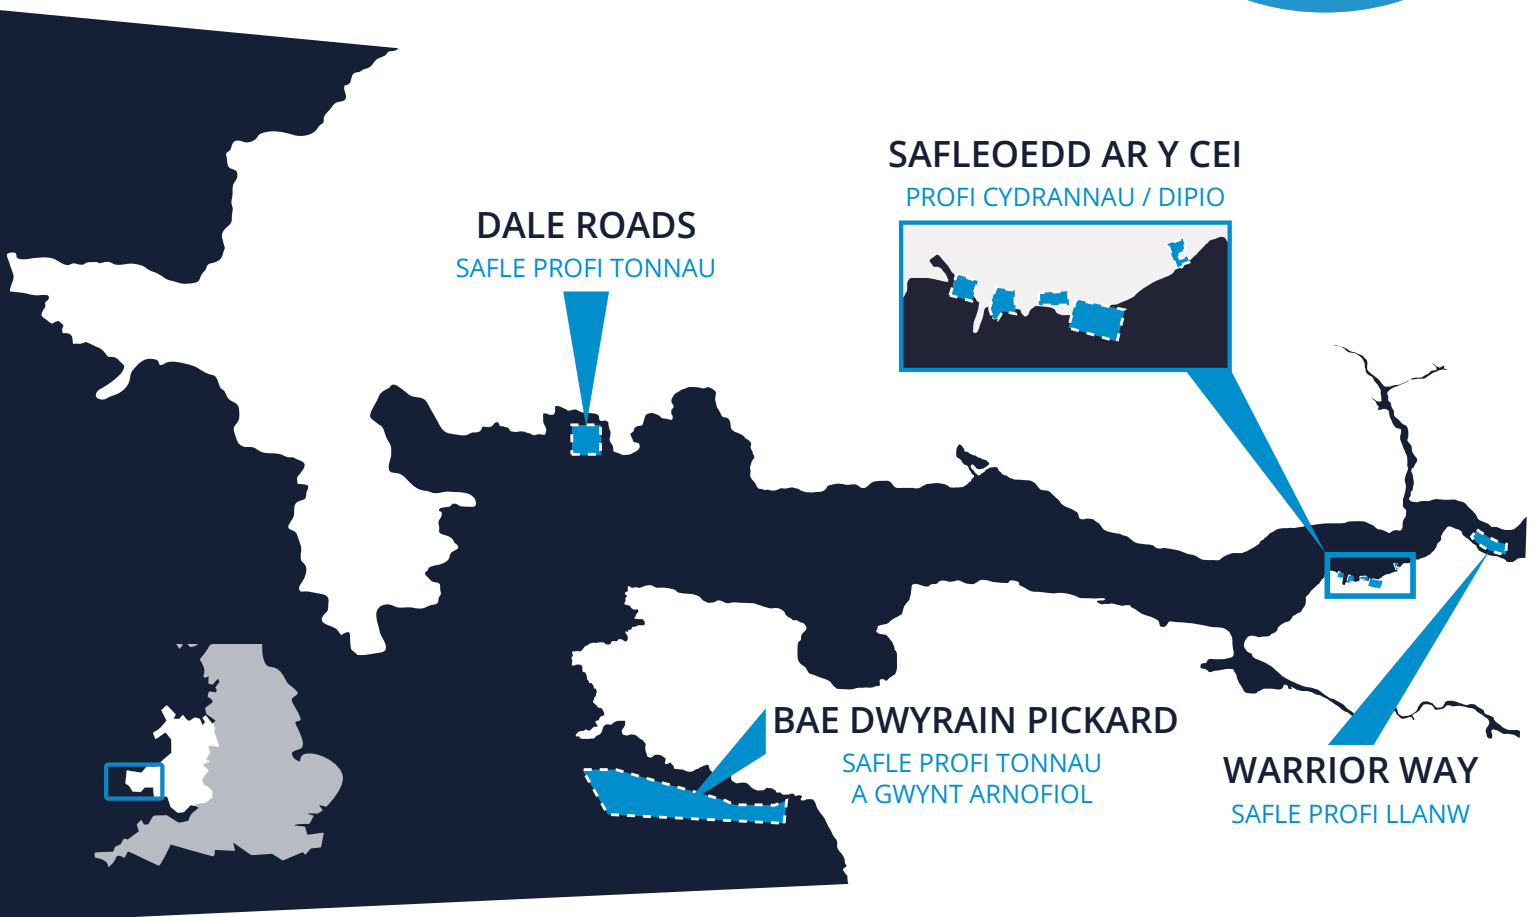 SAFLEOEDD AR Y CEI
PROFI CYDRANNAU / DIPIO
DALE ROADS
SAFLE PROFI TONNAU
BAE DWYRAIN PICKARD
SAFLE PROFI TONNAU
A GWYNT ARNOFIOL
WARRIOR WAY
SAFLE PROFI LLANW